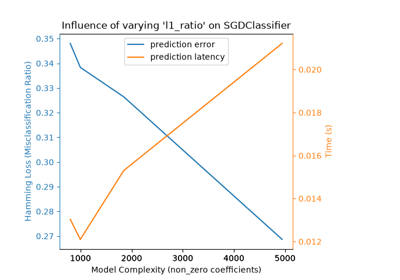 Influence of varying 'l1_ratio' on SGDClassifier
prediction error
prediction latency
0.35
0.34
0.33
0.32
0.31
0.30
0.29
0.28
0.27
Hamming Loss (Misclassification Ratio)
0.020
0.018
0.016
0.014
0.012
Time (s)
1000 2000 3000 4000 5000
Model Complexity (non_zero coefficients)